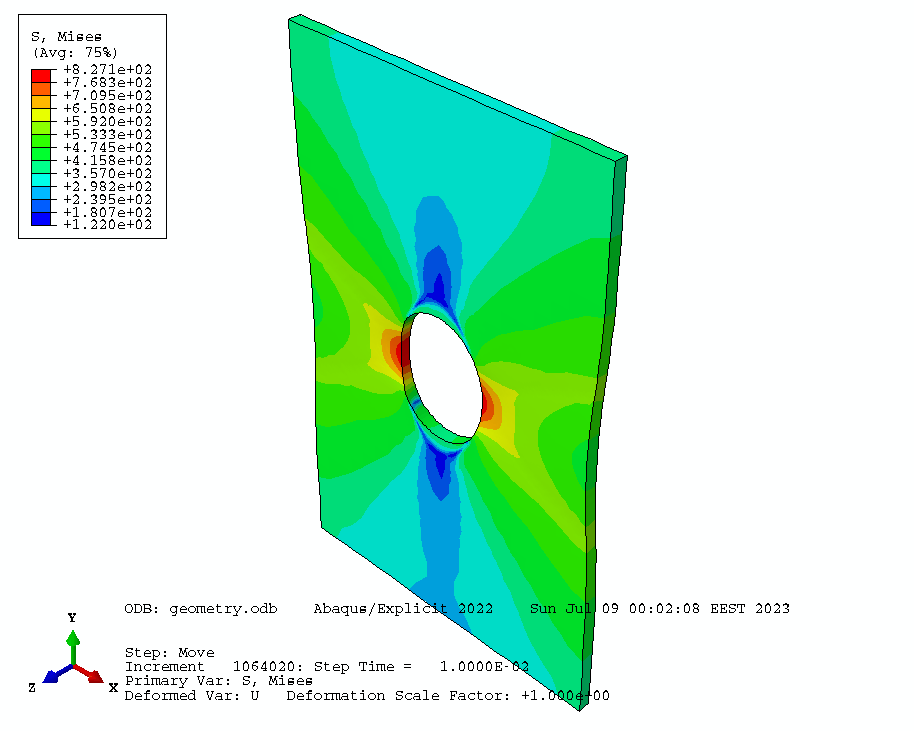 S, Mises
(Avg: 75%)
+8.271e+02
+7.683e+02
+7.095e+02
+6.508e+02
+5.920e+02
+5.333e+02
+4.745e+02
+4.158e+02
+3.570e+02
+2.982e+02
+2.395e+02
+1.807e+02
+1.220e+02
ODB: geometry.odb    Abaqus/Explicit 2022    Sun Jul 09 00:02:08 EEST 2023
Y
Z
X
Step: Move
Increment   1064020: Step Time =   1.0000E-02
Primary Var: S, Mises
Deformed Var: U   Deformation Scale Factor: +1.000e+00